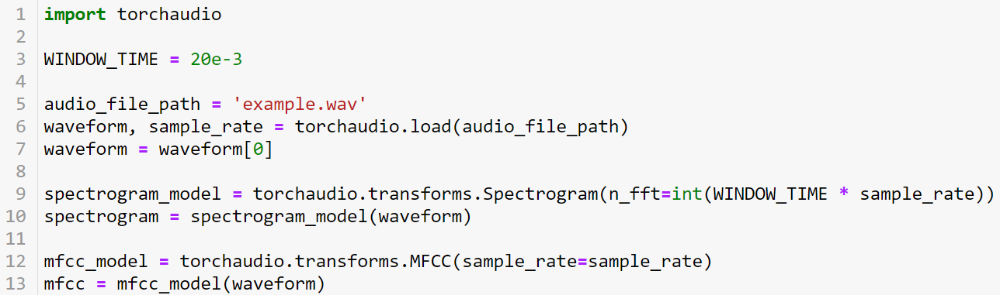 1 import torchaudio
2
3 WINDOW_TIME = 20e-3
4
5 audio_file_path = 'example.wav'
6 waveform, sample_rate = torchaudio.load(audio_file_path)
7 waveform = waveform[0]
8
9 spectrogram_model = torchaudio.transforms.Spectrogram(n_fft=int(WINDOW_TIME * sample_rate))
10 spectrogram = spectrogram_model(waveform)
11
12 mfcc_model = torchaudio.transforms.MFCC(sample_rate=sample_rate)
13 mfcc = mfcc_model(waveform)